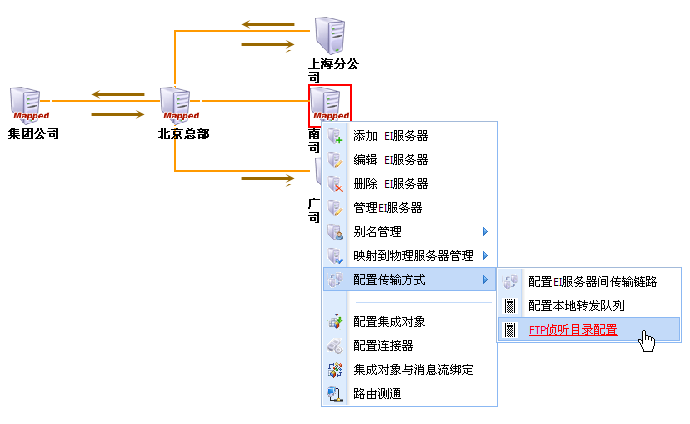 上海分公
司
Mapped
集团公司
Mapped
北京总部
Mapped
南
司
广
司
添加 EI服务器
编辑 EI服务器
删除 EI服务器
管理EI服务器
别名管理
映射到物理服务器管理
配置传输方式
配置集成对象
配置连接器
集成对象与消息流绑定
路由测通
配置EI服务器间传输链路
配置本地转发队列
FTP侦听目录配置